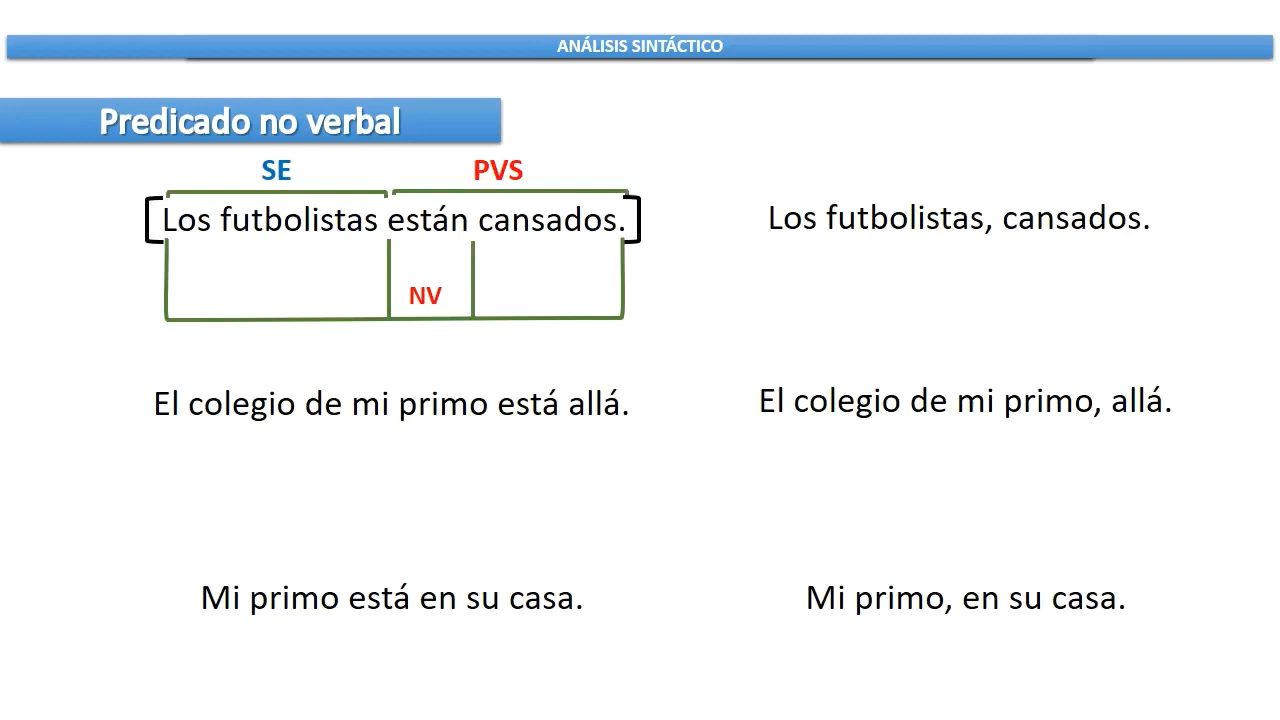 ANÁLISIS SINTÁCTICO
Predicado no verbal
SE PVS
Los futbolistas están cansados.
NV
Los futbolistas, cansados.
El colegio de mi primo está allá.
El colegio de mi primo, allá.
Mi primo está en su casa.
Mi primo, en su casa.